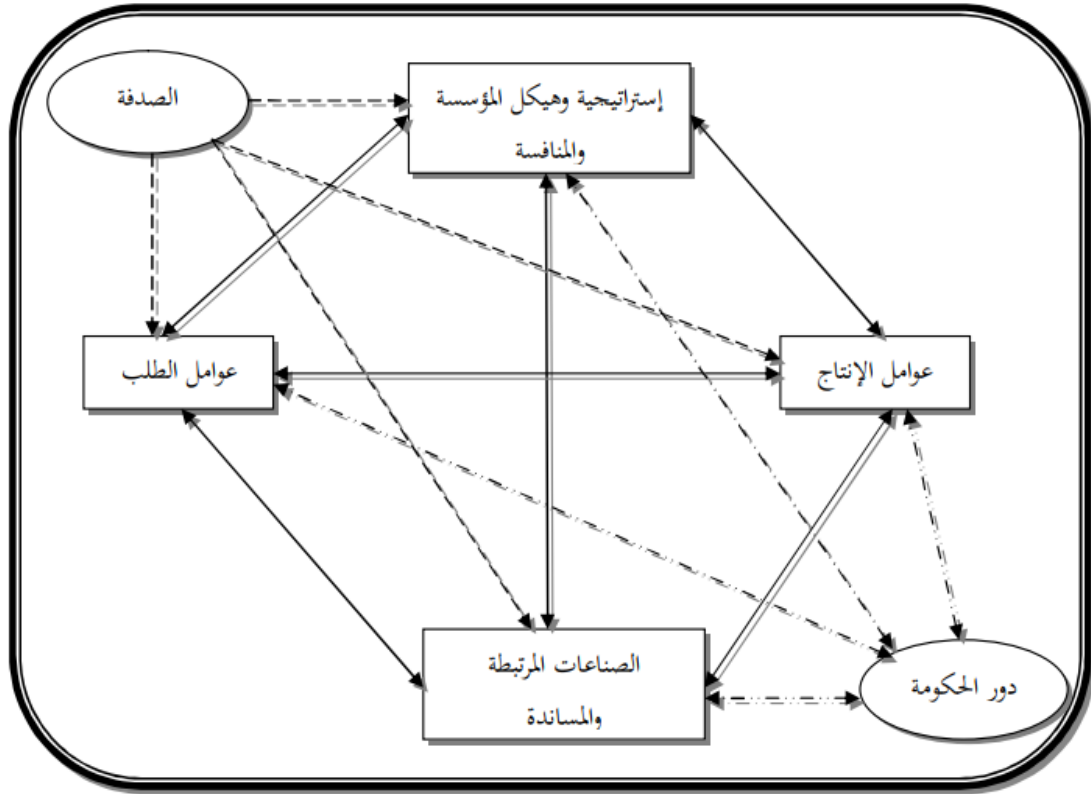 الصدفة
إستراتيجية وهيكل المؤسسة
والمنافسة
عوامل الإنتاج
عوامل الطلب
الصناعات المرتبطة
والمساندة
دور الحكومة